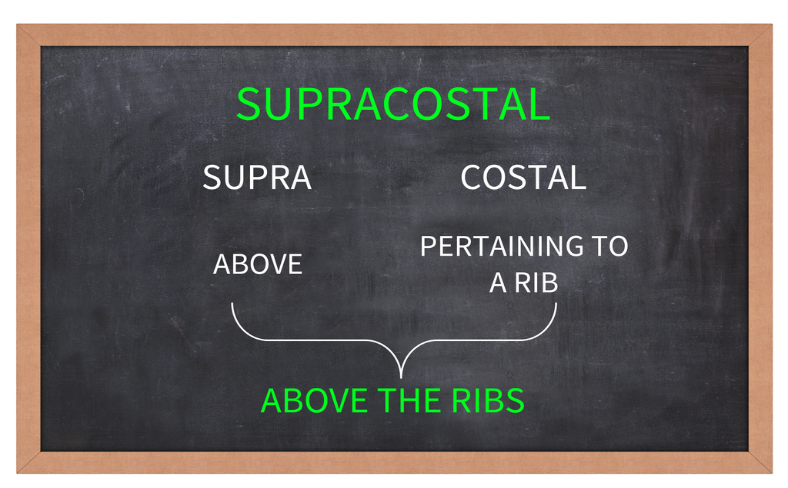 SUPRACOSTAL
SUPRA COSTAL
ABOVE
PERTAINING TO
A RIB
ABOVE THE RIBS